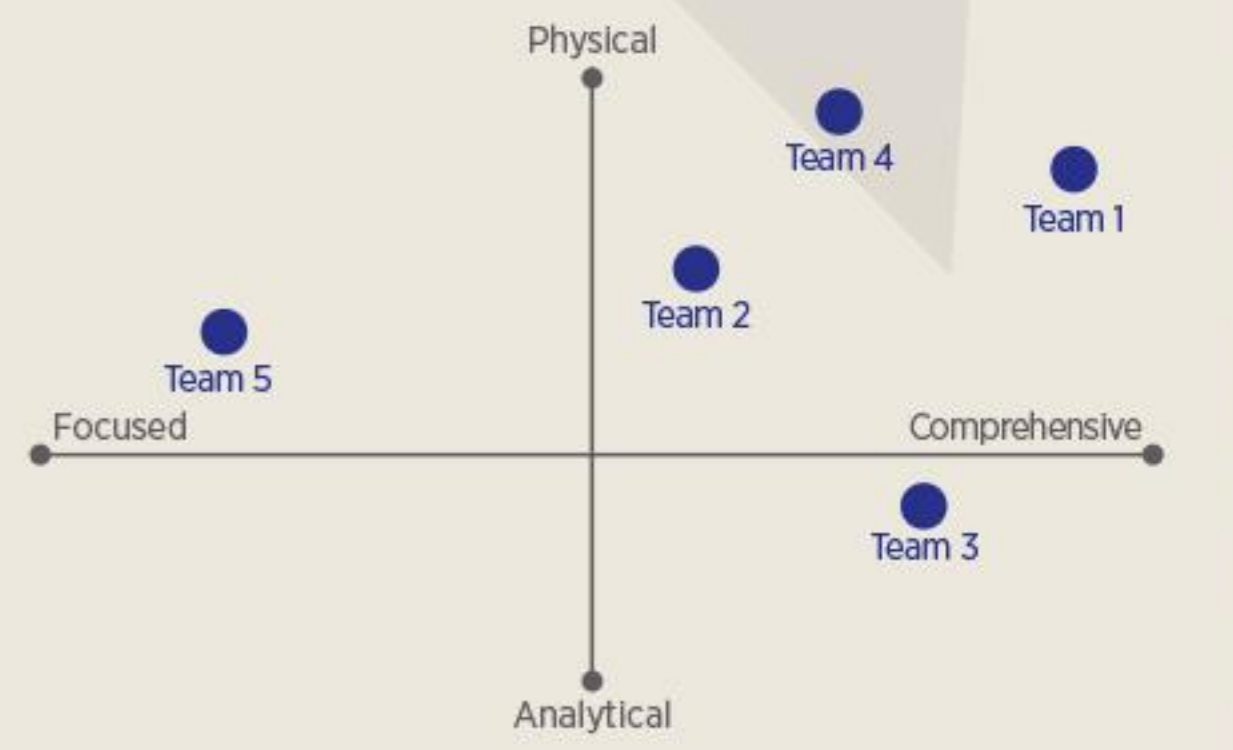 Physical
Team 4
Team 1
Team 2
Team 5
Focused
Comprehensive
Team 3
Analytical